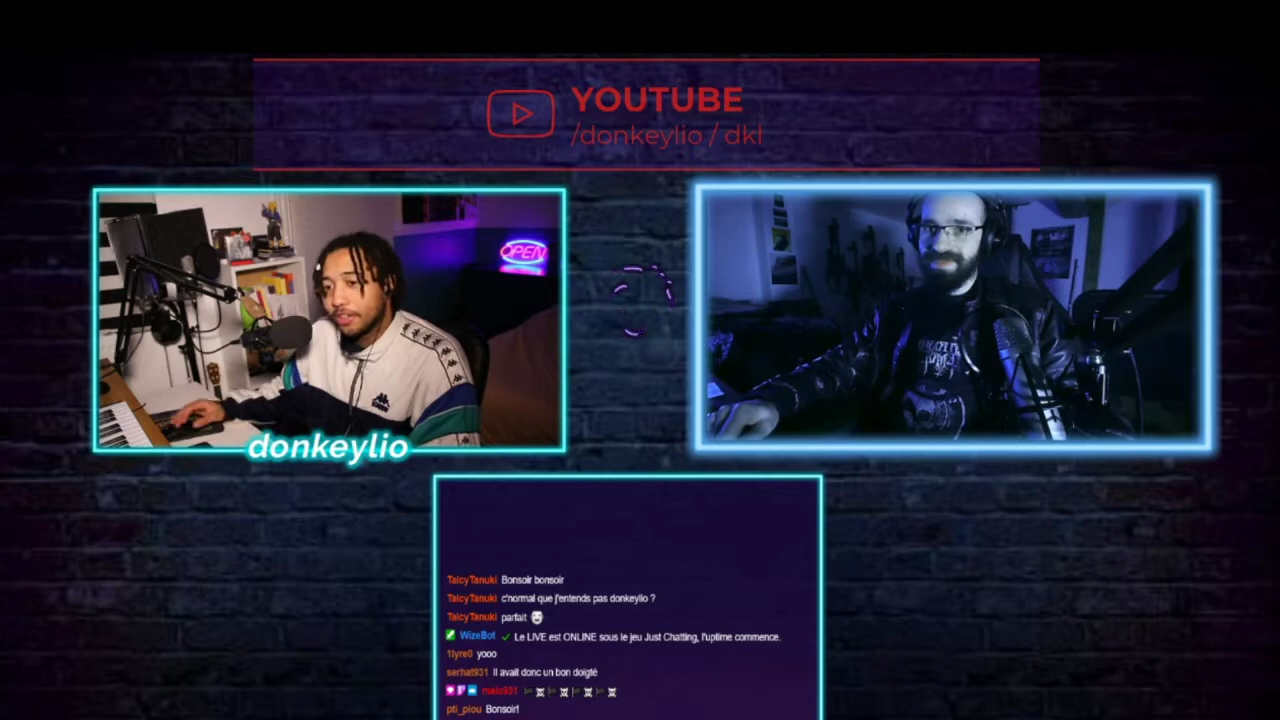 YOUTUBE
/donkeylio / dkl
OPEN
donkeylio
TalcyTanuki Bonsoir bonsoir
TalcyTanuki c'normal que j'entends pas donkeylio ?
TalcyTanuki parfait
WizeBot Le LIVE est ONLINE sous le jeu Just Chatting, l'uptime commence.
1lyre0 yooo
serhat931 Il avait donc un bon doigté
malo931
pti_piou Bonsoir!